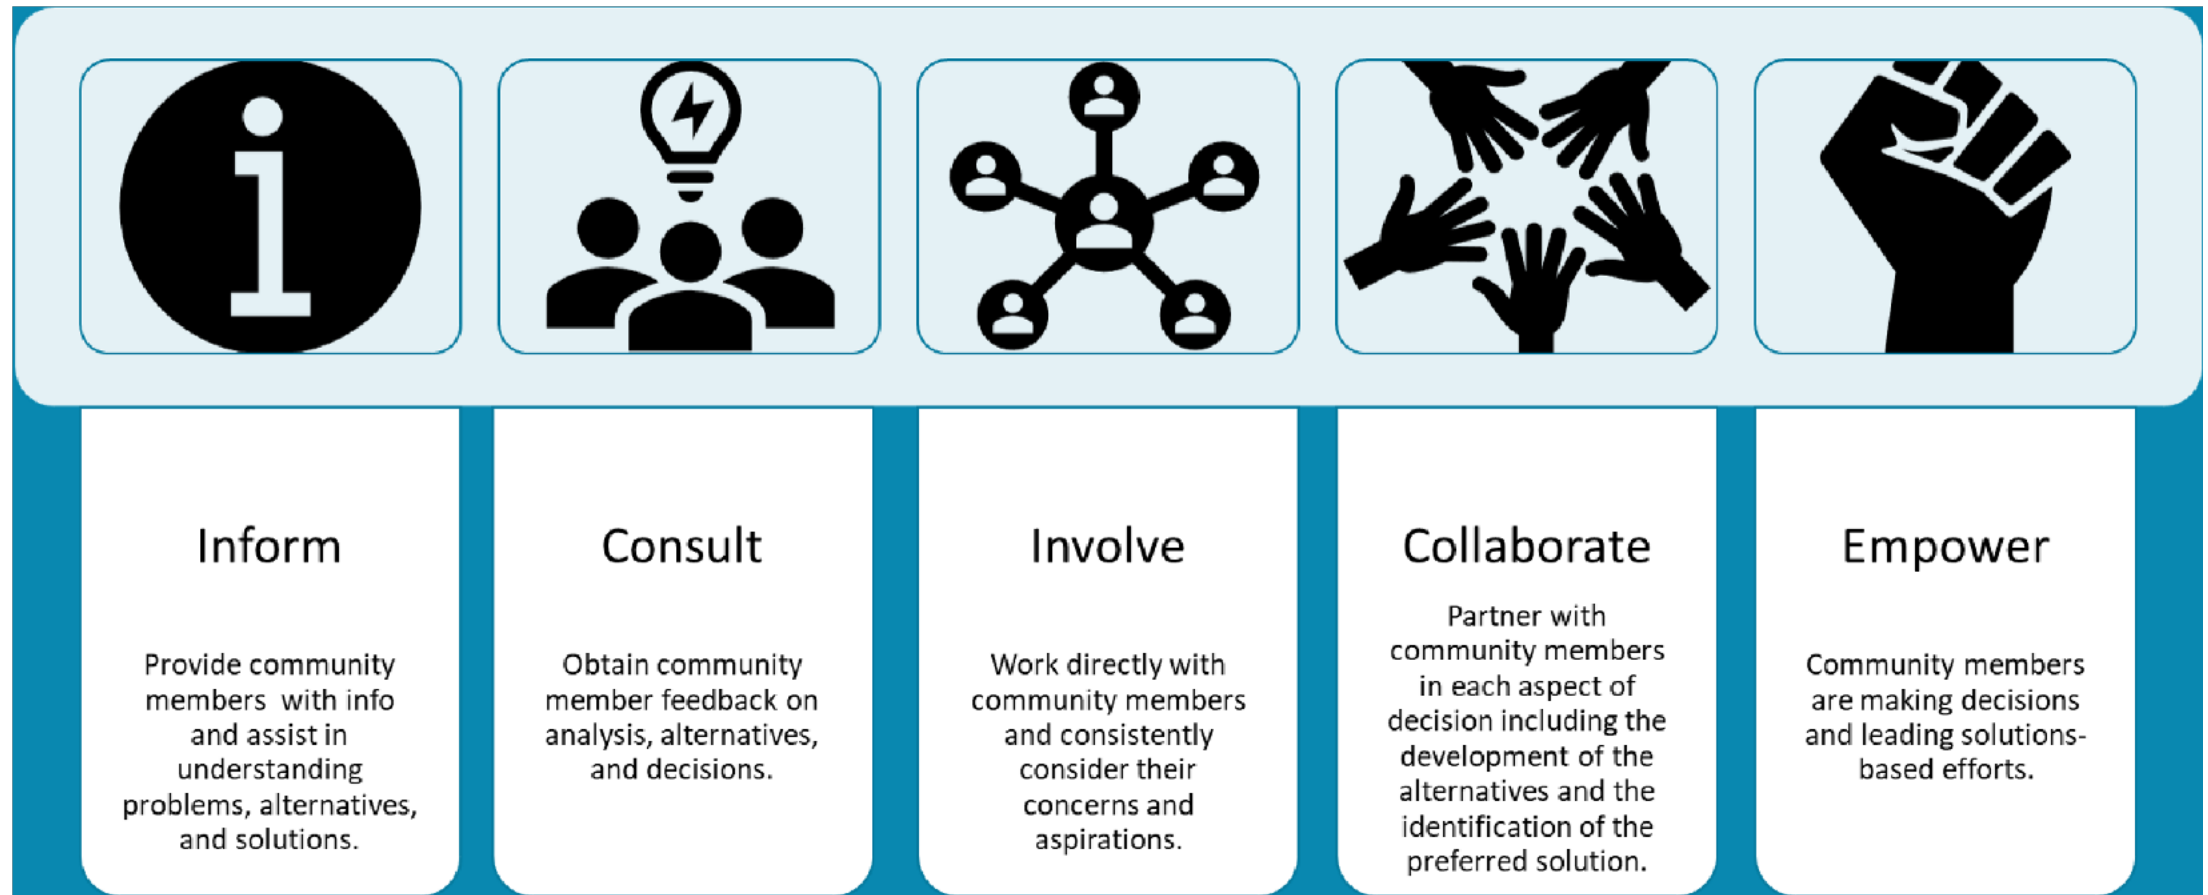 Inform
Provide community
members with info
and assist in
understanding
problems, alternatives,
and solutions.
Consult
Obtain community
member feedback on
analysis, alternatives,
and decisions.
Involve
Work directly with
community members
and consistently
consider their
concerns and
aspirations.
Collaborate
Partner with
community members
in each aspect of
decision including the
development of the
alternatives and the
identification of the
preferred solution.
Empower
Community members
are making decisions
and leading solutions-
based efforts.